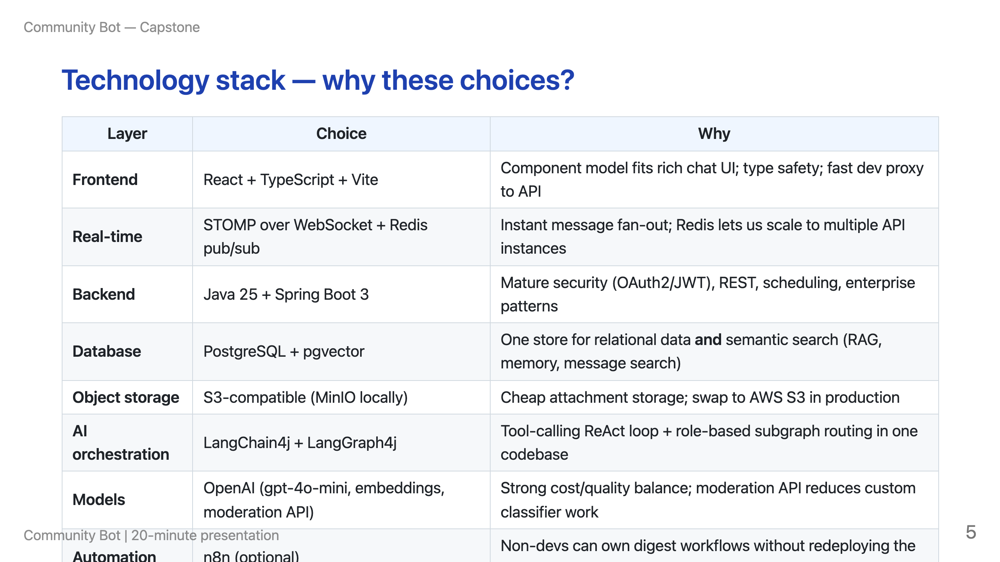 Community Bot — Capstone
Technology stack — why these choices?
Layer
Choice
Why
Frontend
React + TypeScript + Vite
Component model fits rich chat UI; type safety; fast dev proxy
to API
Real-time
STOMP over WebSocket + Redis
pub/sub
Instant message fan-out; Redis lets us scale to multiple API
instances
Backend
Java 25 + Spring Boot 3
Mature security (OAuth2/JWT), REST, scheduling, enterprise
patterns
Database
PostgreSQL + pgvector
One store for relational data and semantic search (RAG,
memory, message search)
Object storage
S3-compatible (MinIO locally)
Cheap attachment storage; swap to AWS S3 in production
AI
orchestration
LangChain4j + LangGraph4j
Tool-calling ReAct loop + role-based subgraph routing in one
codebase
Models
OpenAI (gpt-4o-mini, embeddings,
moderation API)
Strong cost/quality balance; moderation API reduces custom
classifier work
Automation
n8n (optional)
Non-devs can own digest workflows without redeploying the
Community Bot | 20-minute presentation
5